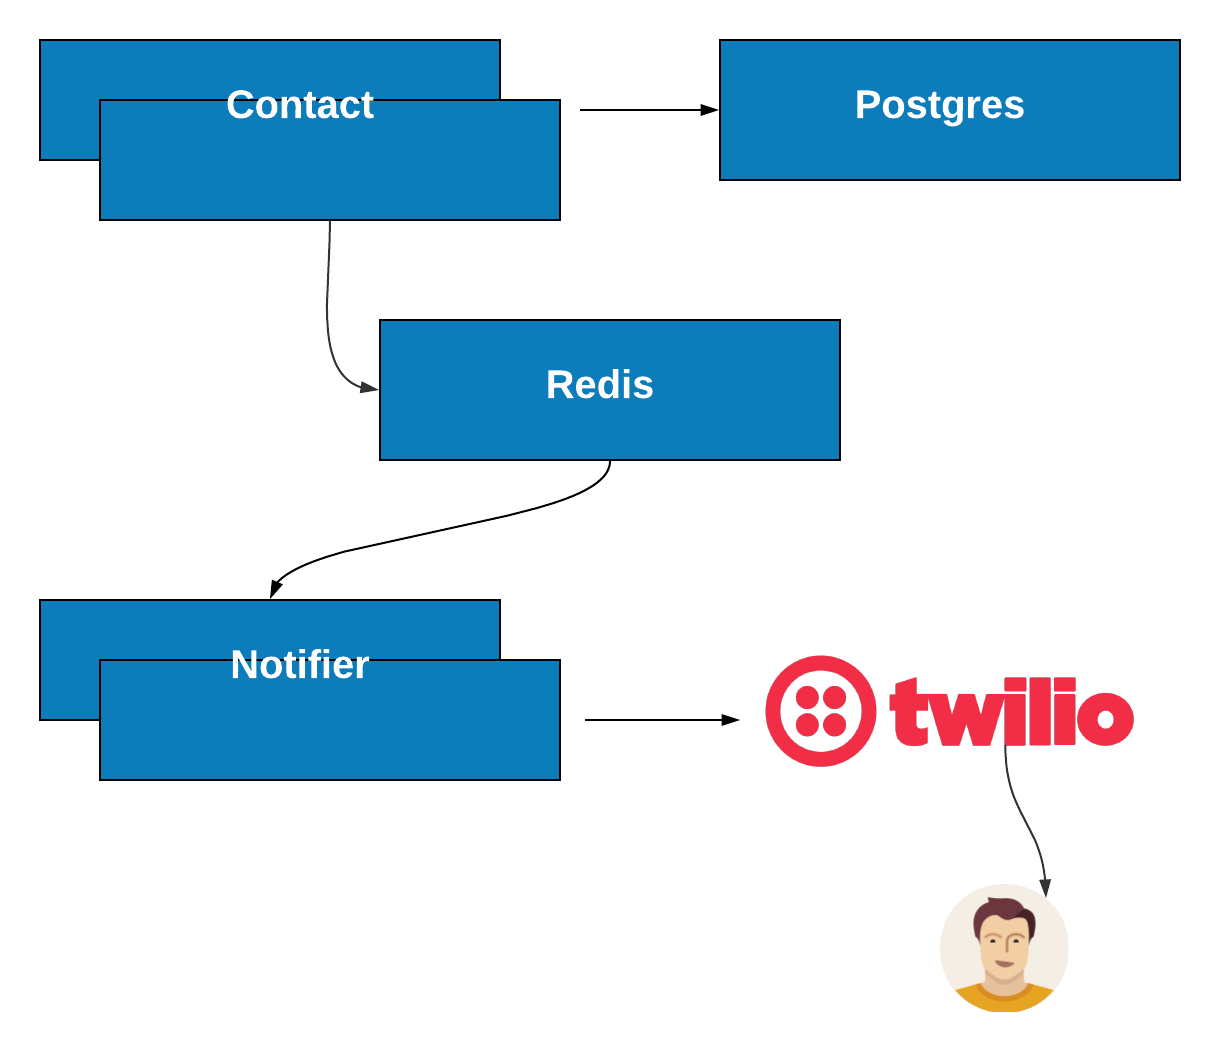 Contact
Postgres
Redis
Notifier
twilio